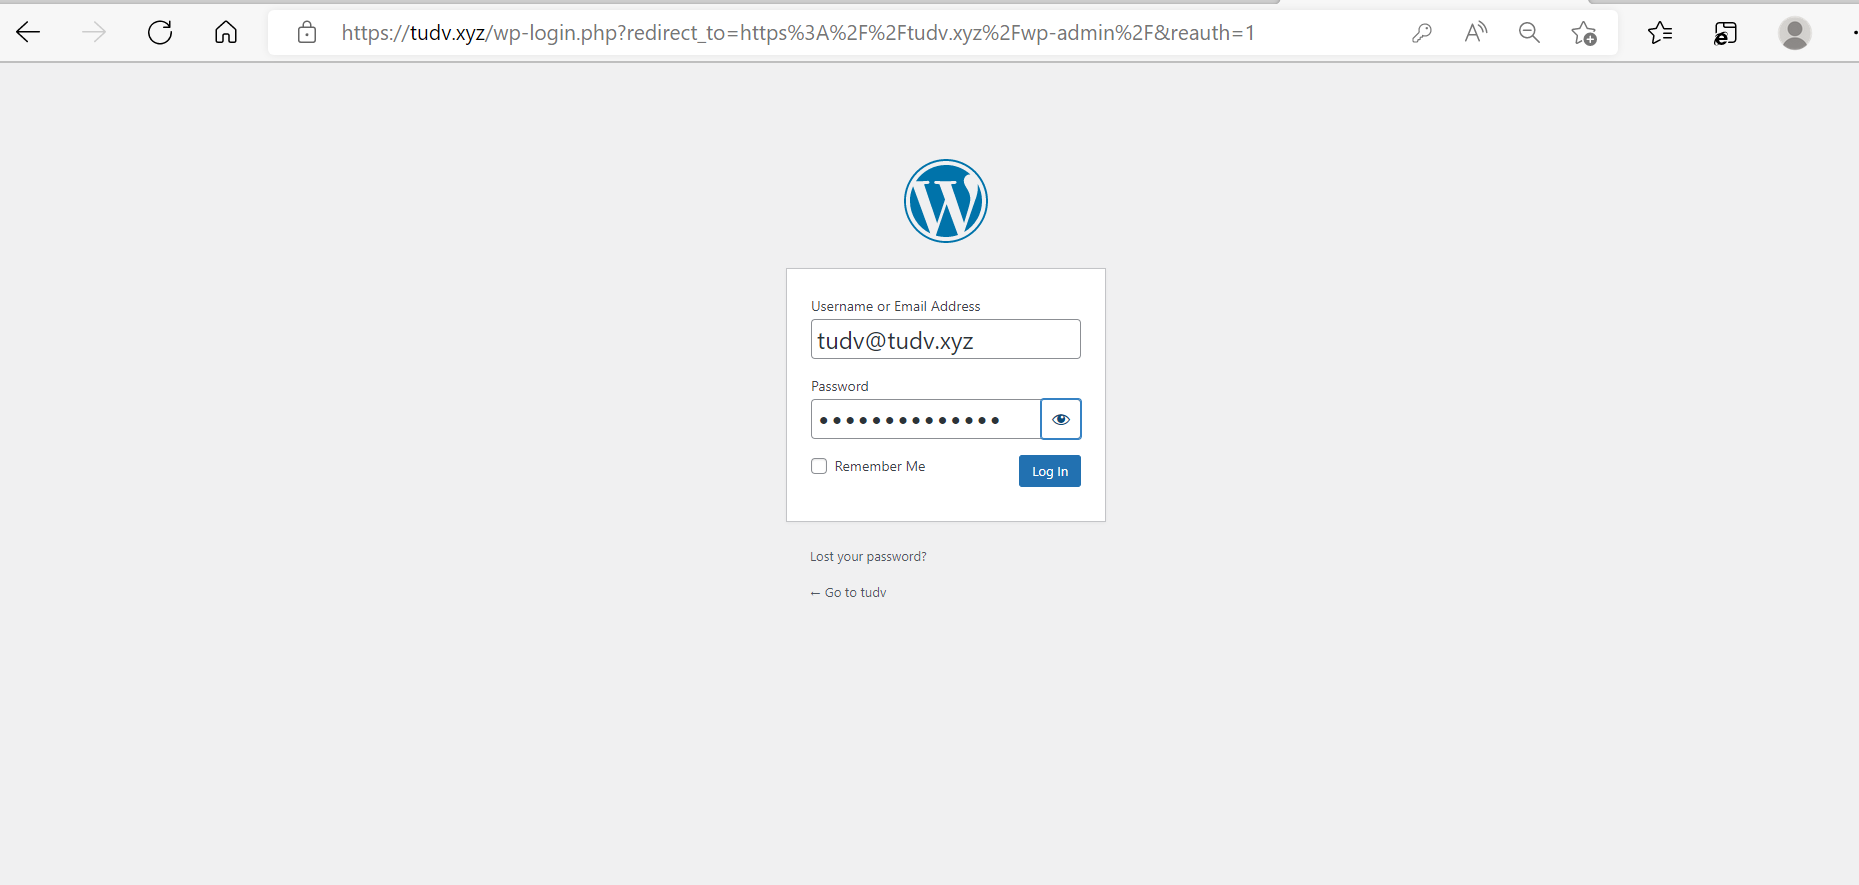 https://tudv.xyz/wp-login.php?redirect_to=https%3A%2F%2Ftudv.xyz%2Fwp-admin%2F&reauth=1
Username or Email Address
tudv@tudv.xyz
Password
••••••••••••••
Remember Me
Log In
Lost your password?
← Go to tudv